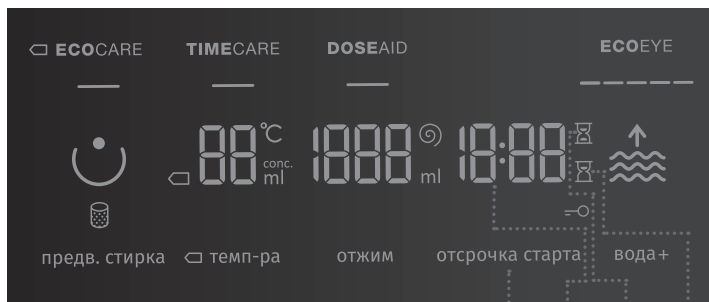 ECOCARE TIMECARE DOSEAID ECOEYE
88 °C 1888 18:88
conc.
ml ml
предв. стирка темп-ра отжим отсрочка старта вода+